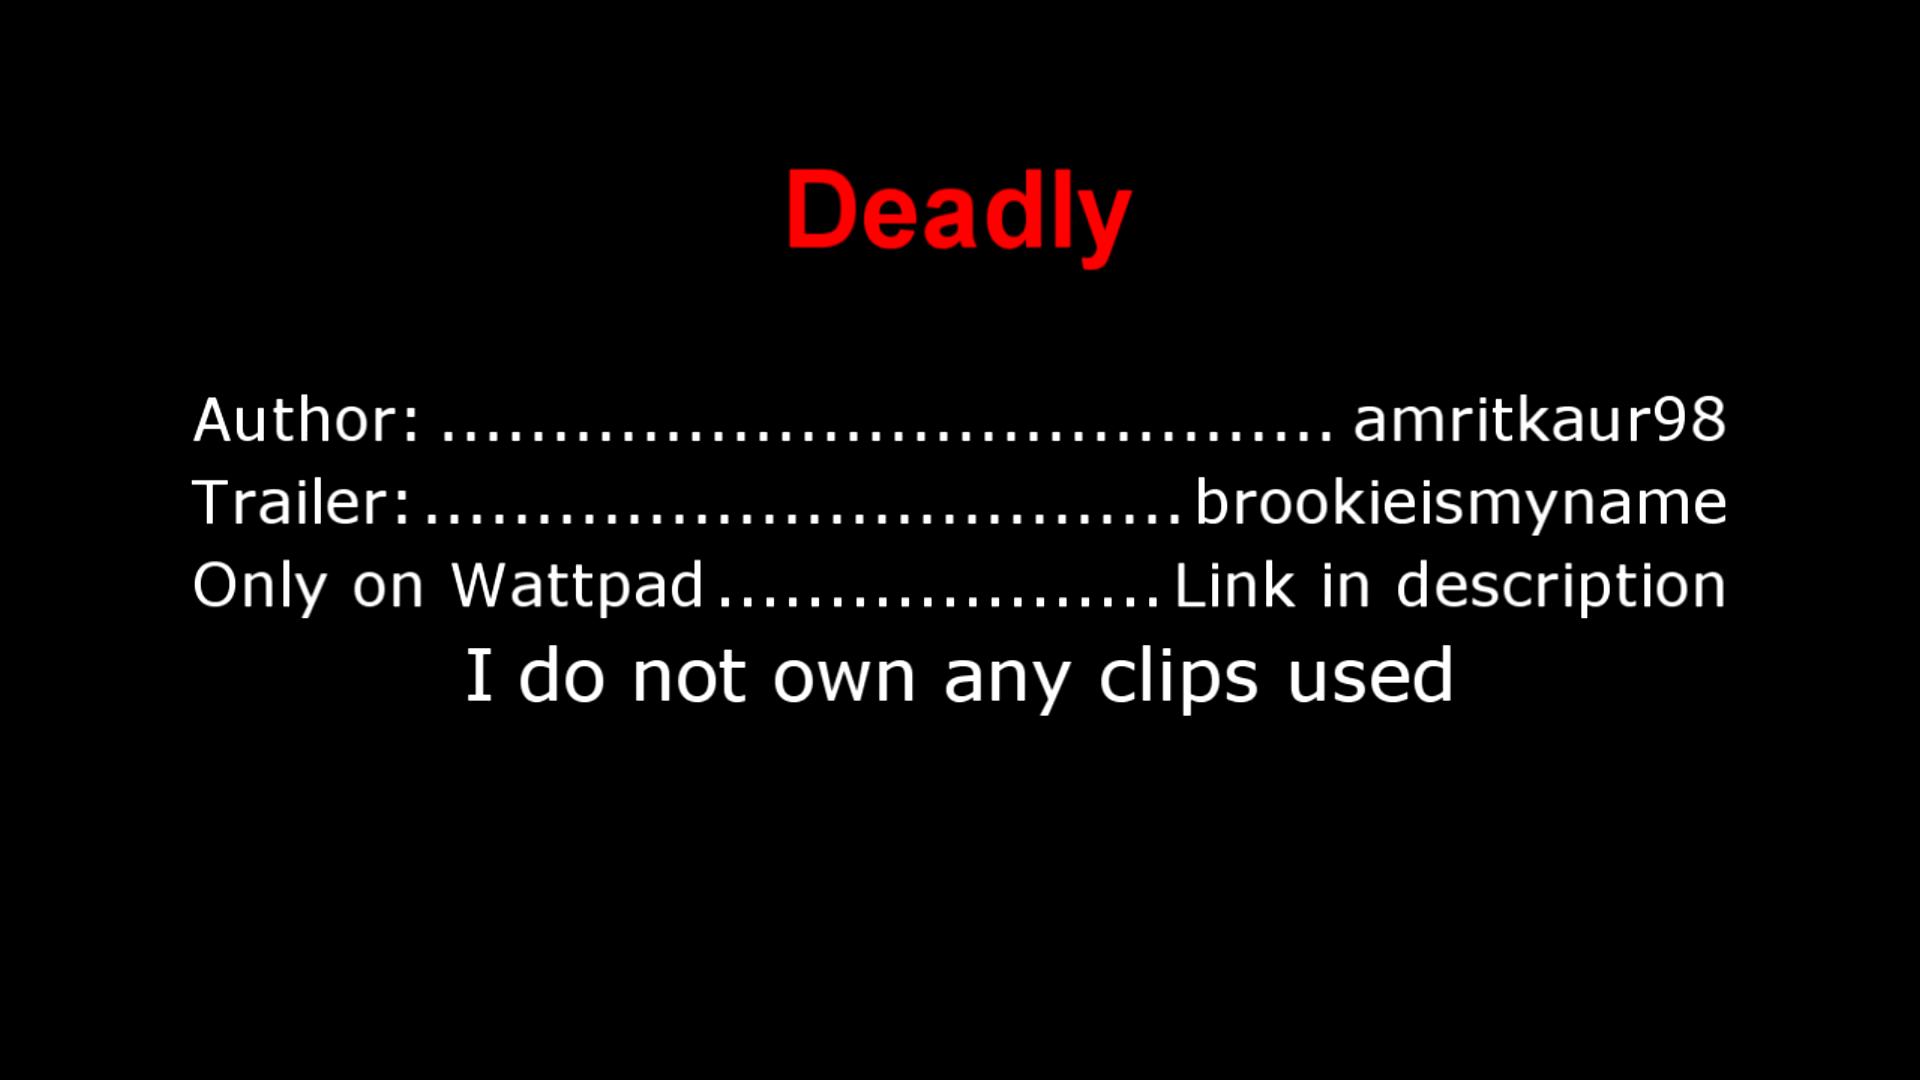 Deadly
Author: ........................................ amritkaur98
Trailer:.................................. brookieismyname
Only on Wattpad....................Link in description
I do not own any clips used